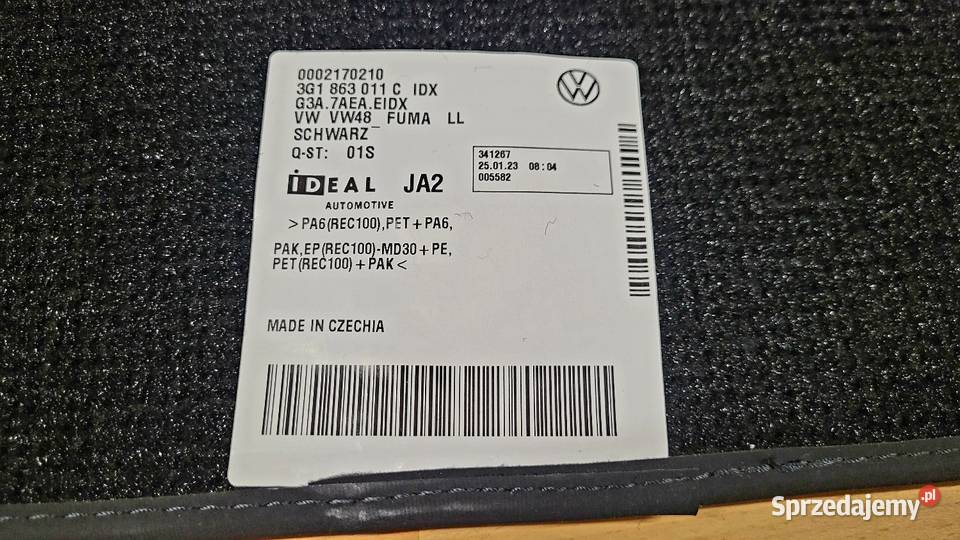 0002170210
3G1 863 011 C IDX
G3A.7AEA.EIDX
VW VW48_FUMA LL
SCHWARZ
Q-ST: 01S
341267
25.01.23 08:04
005582
iDEAL JA2
AUTOMOTIVE
>PA6(REC100),PET+PA6,
PAK,EP(REC100)-MD30+PE,
PET(REC100)+PAK<
MADE IN CZECHIA
Sprzedajemy.pl